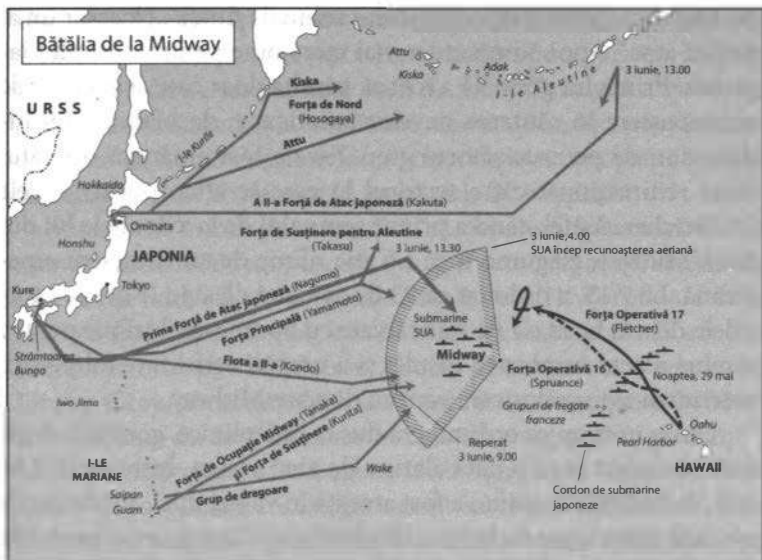 Bătălia de la Midway
URSS
Attu
Kiska
Adak
I-le Aleutine
3 iunie, 13.00
Kiska
Forța de Nord
(Hosogaya)
I-le Kurile
Attu
Hokkaido
A II-a Forță de Atac japoneză (Kakuta)
Ominata
Forța de Susținere pentru Aleutine
(Takasu)
3 iunie, 13.30
3 iunie,4.00
SUA încep recunoașterea aeriană
Honshu
JAPONIA
Tokyo
Kure
Prima Forță de Atac japoneză (Nagumo)
Forța Principală (Yamamoto)
Submarine
SUA
Midway
Forța Operativă 17
(Fletcher)
Strâmtoarea
Bungo
Flota a II-a (Kondo)
Forța Operativă 16
(Spruance)
Noaptea, 29 mai
Iwo Jima
Forța de Ocupație Midway (Tanaka)
și Forța de Susținere (Kurita)
Grupuri de fregate
franceze
Oahu
Pearl Harbor
HAWAII
Reperat
3 iunie, 9.00
I-LE
MARIANE
Wake
Saipan
Guam
Grup de dragoare
Cordon de submarine
japoneze